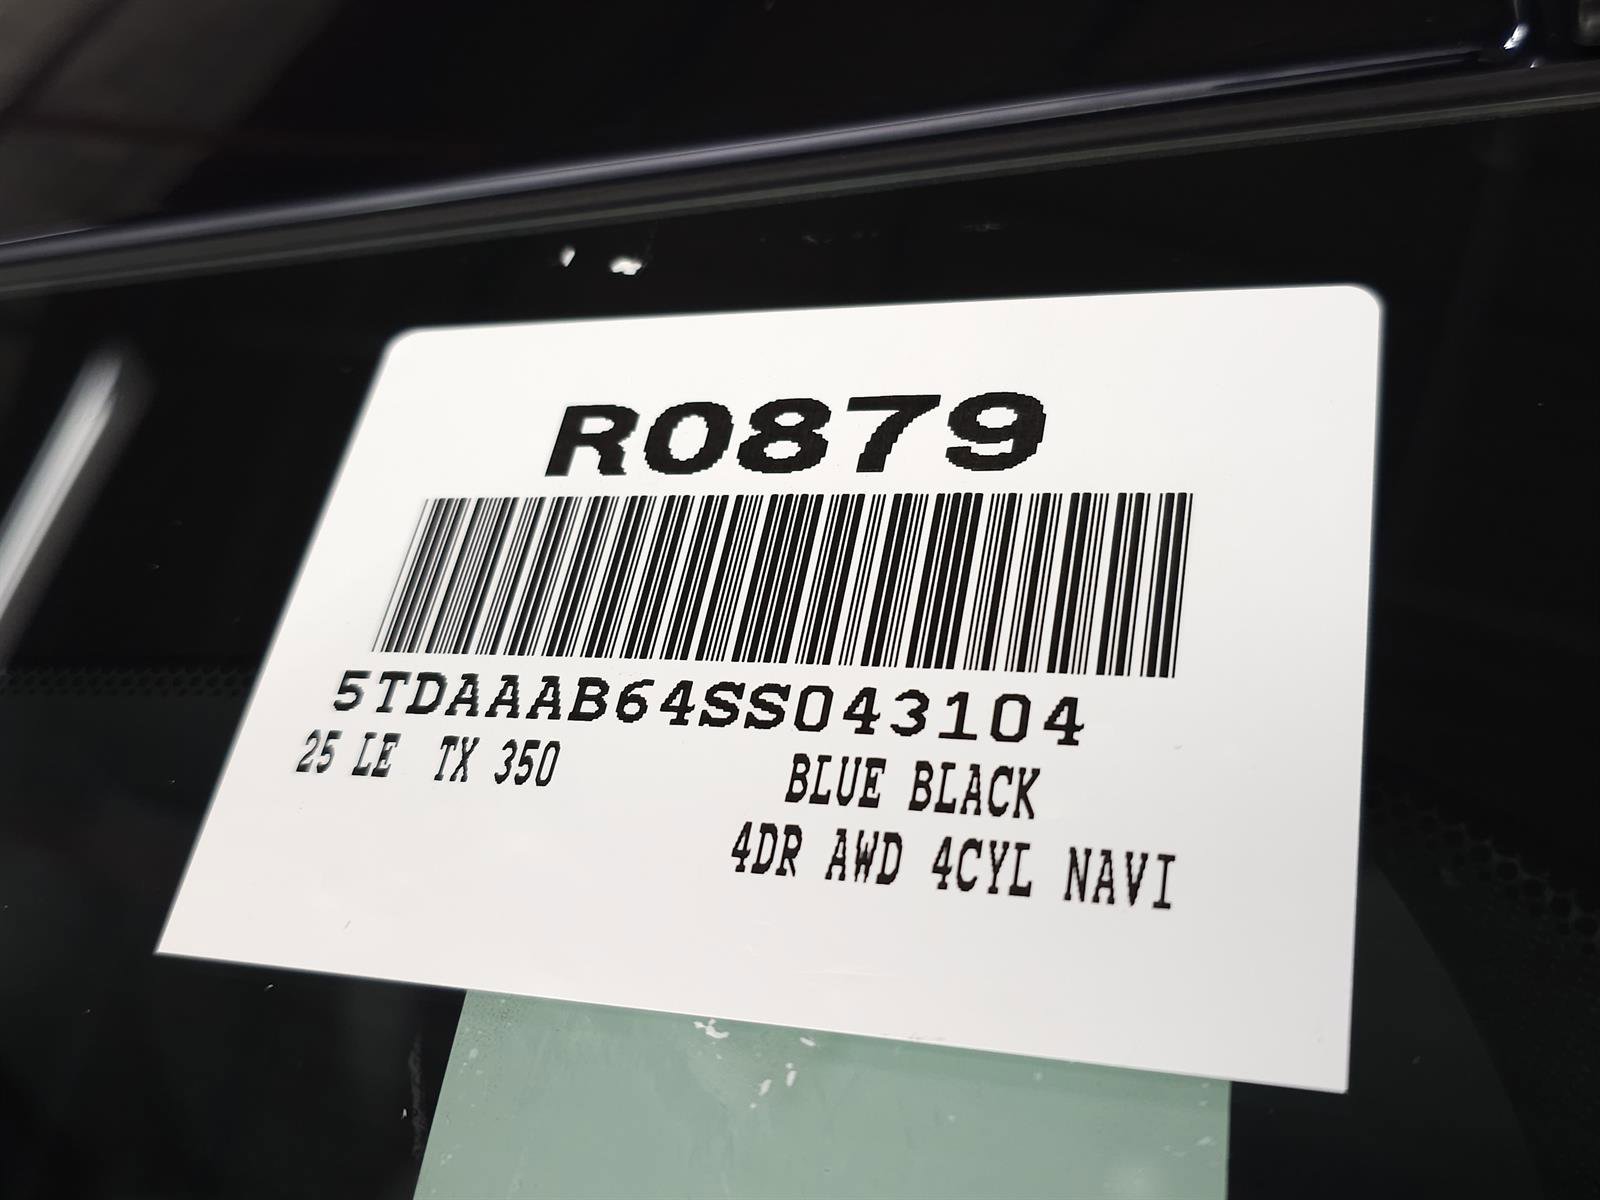 R0879
5TDAAAB64SS043104
25 LE TX 350
BLUE BLACK
4DR AWD 4CYL NAVI